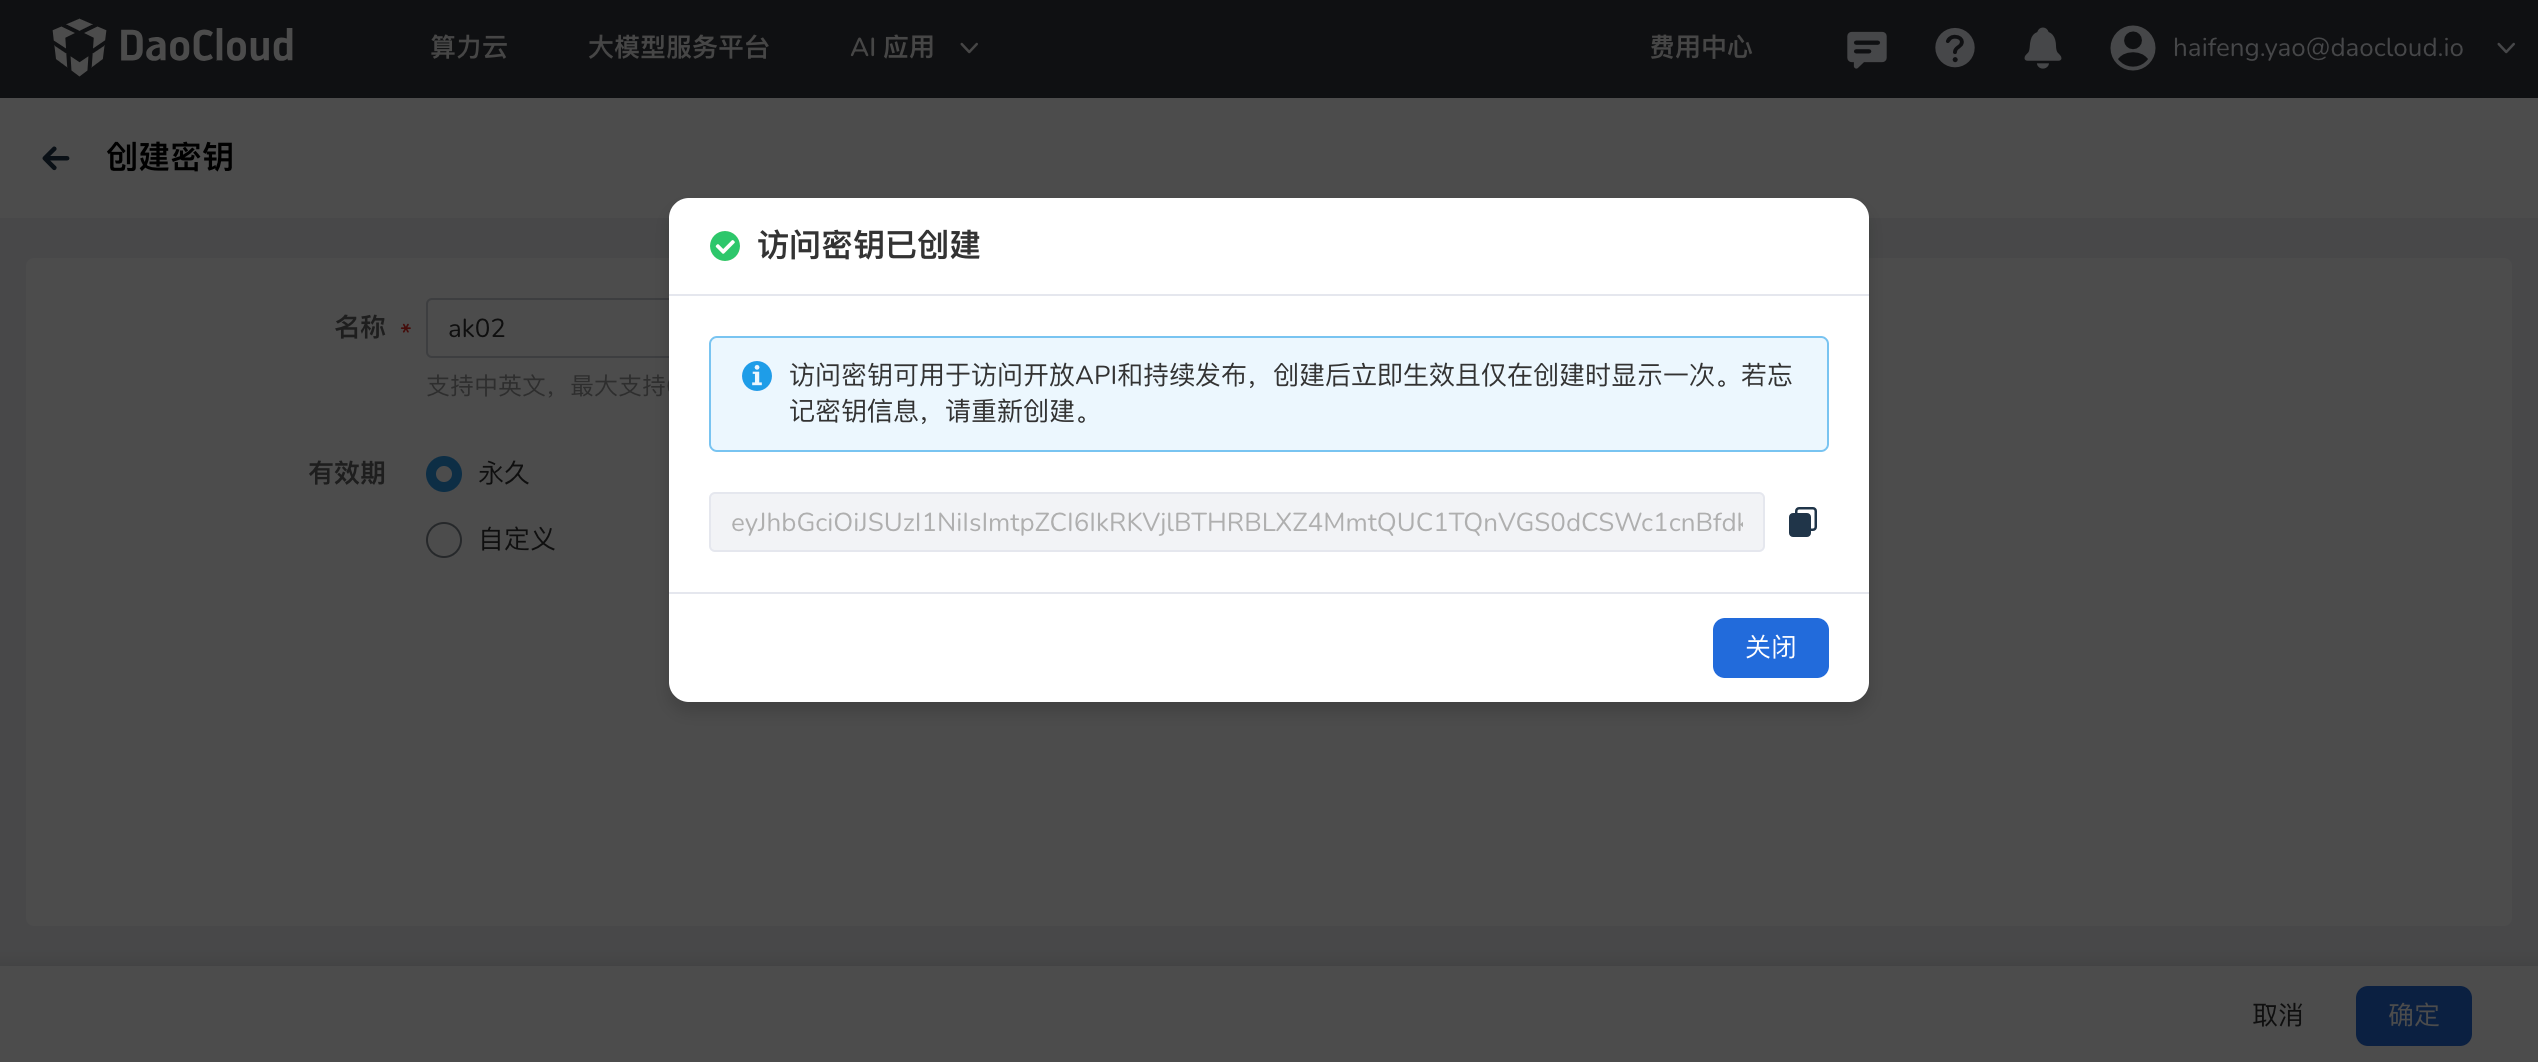 DaoCloud 算力云 大模型服务平台 AI 应用 费用中心 haifeng.yao@daocloud.io
创建密钥
访问密钥已创建
名称 * ak02
支持中英文，最大支持
访问密钥可用于访问开放API和持续发布，创建后立即生效且仅在创建时显示一次。若忘
记密钥信息，请重新创建。
有效期 永久
自定义
eyJhbGciOiJSUzI1NiIsImtpZCI6IkRKVjlBTHRBLXZ4MmtQUC1TQnVGS0dCSWc1cnBfd
关闭
取消 确定